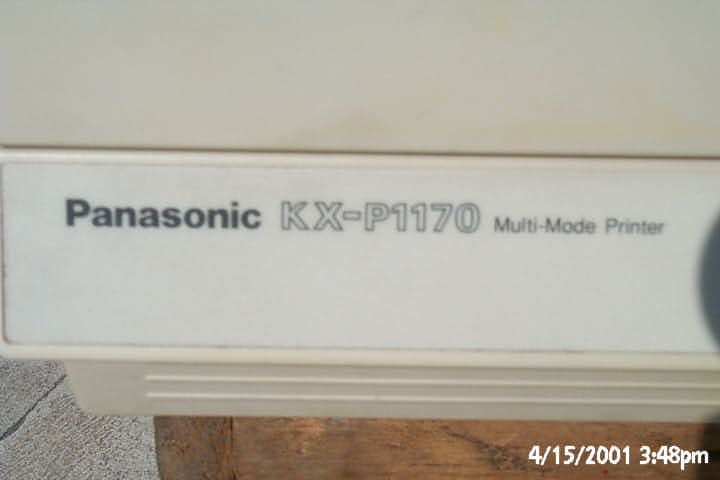 Panasonic KX-P1170 Multi-Mode Printer
4/15/2001 3:48pm